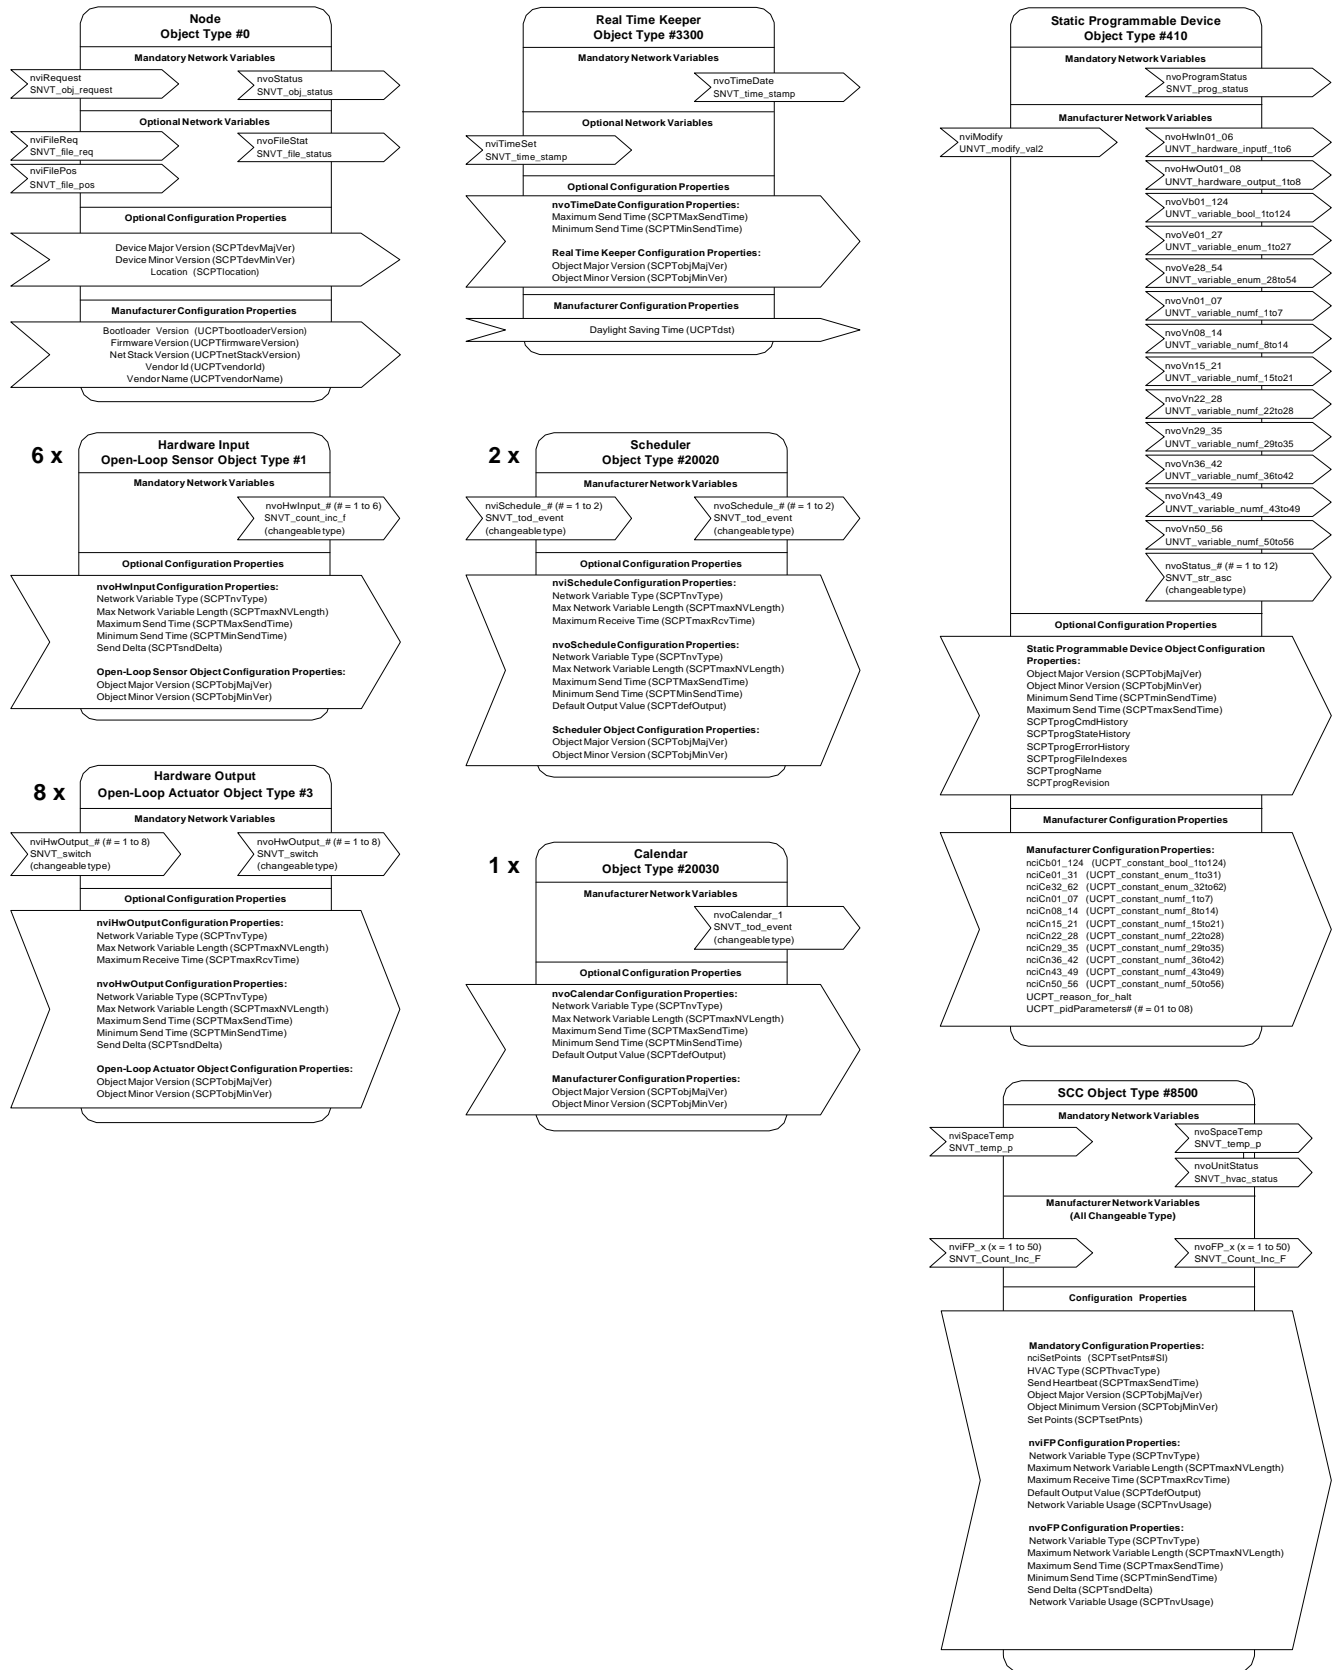 Node
Object Type #0
Mandatory Network Variables
nviRequest
SNVT_obj_request
nvoStatus
SNVT_obj_status
Optional Network Variables
nviFileReq
SNVT_file_req
nvoFileStat
SNVT_file_status
nviFilePos
SNVT_file_pos
Optional Configuration Properties
Device Major Version (SCPTdevMajVer)
Device Minor Version (SCPTdevMinVer)
Location (SCPTlocation)
Manufacturer Configuration Properties
Bootloader Version (UCPTbootloaderVersion)
Firmware Version (UCPTfirmwareVersion)
Net Stack Version (UCPTnetStackVersion)
Vendor Id (UCPTvendorId)
Vendor Name (UCPTvendorName)
6 x
Hardware Input
Open-Loop Sensor Object Type #1
Mandatory Network Variables
nvoHwInput_# (# = 1 to 6)
SNVT_count_inc_f
(changeable type)
Optional Configuration Properties
nvoHwInput Configuration Properties:
Network Variable Type (SCPTnvType)
Max Network Variable Length (SCPTmaxNVLength)
Maximum Send Time (SCPTMaxSendTime)
Minimum Send Time (SCPTMinSendTime)
Send Delta (SCPTsndDelta)
Open-Loop Sensor Object Configuration Properties:
Object Major Version (SCPTobjMajVer)
Object Minor Version (SCPTobjMinVer)
8 x
Hardware Output
Open-Loop Actuator Object Type #3
Mandatory Network Variables
nviHwOutput_# (# = 1 to 8)
SNVT_switch
(changeable type)
nvoHwOutput_# (# = 1 to 8)
SNVT_switch
(changeable type)
Optional Configuration Properties
nviHwOutput Configuration Properties:
Network Variable Type (SCPTnvType)
Max Network Variable Length (SCPTmaxNVLength)
Maximum Receive Time (SCPTmaxRcvTime)
nvoHwOutput Configuration Properties:
Network Variable Type (SCPTnvType)
Max Network Variable Length (SCPTmaxNVLength)
Maximum Send Time (SCPTMaxSendTime)
Minimum Send Time (SCPTMinSendTime)
Send Delta (SCPTsndDelta)
Open-Loop Actuator Object Configuration Properties:
Object Major Version (SCPTobjMajVer)
Object Minor Version (SCPTobjMinVer)
Real Time Keeper
Object Type #3300
Mandatory Network Variables
nvoTimeDate
SNVT_time_stamp
Optional Network Variables
nviTimeSet
SNVT_time_stamp
Optional Configuration Properties
nvoTimeDate Configuration Properties:
Maximum Send Time (SCPTMaxSendTime)
Minimum Send Time (SCPTMinSendTime)
Real Time Keeper Configuration Properties:
Object Major Version (SCPTobjMajVer)
Object Minor Version (SCPTobjMinVer)
Manufacturer Configuration Properties
Daylight Saving Time (UCPTdst)
2 x
Scheduler
Object Type #20020
Manufacturer Network Variables
nviSchedule_# (# = 1 to 2)
SNVT_tod_event
(changeable type)
nvoSchedule_# (# = 1 to 2)
SNVT_tod_event
(changeable type)
Optional Configuration Properties
nviSchedule Configuration Properties:
Network Variable Type (SCPTnvType)
Max Network Variable Length (SCPTmaxNVLength)
Maximum Receive Time (SCPTmaxRcvTime)
nvoSchedule Configuration Properties:
Network Variable Type (SCPTnvType)
Max Network Variable Length (SCPTmaxNVLength)
Maximum Send Time (SCPTMaxSendTime)
Minimum Send Time (SCPTMinSendTime)
Default Output Value (SCPTdefOutput)
Scheduler Object Configuration Properties:
Object Major Version (SCPTobjMajVer)
Object Minor Version (SCPTobjMinVer)
1 x
Calendar
Object Type #20030
Manufacturer Network Variables
nvoCalendar_1
SNVT_tod_event
(changeable type)
Optional Configuration Properties
nvoCalendar Configuration Properties:
Network Variable Type (SCPTnvType)
Max Network Variable Length (SCPTmaxNVLength)
Maximum Send Time (SCPTMaxSendTime)
Minimum Send Time (SCPTMinSendTime)
Default Output Value (SCPTdefOutput)
Manufacturer Configuration Properties:
Object Major Version (SCPTobjMajVer)
Object Minor Version (SCPTobjMinVer)
Static Programmable Device
Object Type #410
Mandatory Network Variables
nvoProgramStatus
SNVT_prog_status
Manufacturer Network Variables
nviModify
UNVT_modify_val2
nvoHwIn01_06
UNVT_hardware_inputf_1to6
nvoHwOut01_08
UNVT_hardware_output_1to8
nvoVb01_124
UNVT_variable_bool_1to124
nvoVe01_27
UNVT_variable_enum_1to27
nvoVe28_54
UNVT_variable_enum_28to54
nvoVn01_07
UNVT_variable_numf_1to7
nvoVn08_14
UNVT_variable_numf_8to14
nvoVn15_21
UNVT_variable_numf_15to21
nvoVn22_28
UNVT_variable_numf_22to28
nvoVn29_35
UNVT_variable_numf_29to35
nvoVn36_42
UNVT_variable_numf_36to42
nvoVn43_49
UNVT_variable_numf_43to49
nvoVn50_56
UNVT_variable_numf_50to56
nvoStatus_# (# = 1 to 12)
SNVT_str_asc
(changeable type)
Optional Configuration Properties
Static Programmable Device Object Configuration
Properties:
Object Major Version (SCPTobjMajVer)
Object Minor Version (SCPTobjMinVer)
Minimum Send Time (SCPTminSendTime)
Maximum Send Time (SCPTmaxSendTime)
SCPTprogCmdHistory
SCPTprogStateHistory
SCPTprogErrorHistory
SCPTprogFileIndexes
SCPTprogName
SCPTprogRevision
Manufacturer Configuration Properties
Manufacturer Configuration Properties:
nciCb01_124 (UCPT_constant_bool_1to124)
nciCe01_31 (UCPT_constant_enum_1to31)
nciCe32_62 (UCPT_constant_enum_32to62)
nciCn01_07 (UCPT_constant_numf_1to7)
nciCn08_14 (UCPT_constant_numf_8to14)
nciCn15_21 (UCPT_constant_numf_15to21)
nciCn22_28 (UCPT_constant_numf_22to28)
nciCn29_35 (UCPT_constant_numf_29to35)
nciCn36_42 (UCPT_constant_numf_36to42)
nciCn43_49 (UCPT_constant_numf_43to49)
nciCn50_56 (UCPT_constant_numf_50to56)
UCPT_reason_for_halt
UCPT_pidParameters# (# = 01 to 08)
SCC Object Type #8500
Mandatory Network Variables
nviSpaceTemp
SNVT_temp_p
nvoSpaceTemp
SNVT_temp_p
nvoUnitStatus
SNVT_hvac_status
Manufacturer Network Variables
(All Changeable Type)
nviFP_x (x = 1 to 50)
SNVT_Count_Inc_F
nvoFP_x (x = 1 to 50)
SNVT_Count_Inc_F
Configuration Properties
Mandatory Configuration Properties:
nciSetPoints (SCPTsetPnts#SI)
HVAC Type (SCPThvacType)
Send Heartbeat (SCPTmaxSendTime)
Object Major Version (SCPTobjMajVer)
Object Minimum Version (SCPTobjMinVer)
Set Points (SCPTsetPnts)
nviFP Configuration Properties:
Network Variable Type (SCPTnvType)
Maximum Network Variable Length (SCPTmaxNVLength)
Maximum Receive Time (SCPTmaxRcvTime)
Default Output Value (SCPTdefOutput)
Network Variable Usage (SCPTnvUsage)
nvoFP Configuration Properties:
Network Variable Type (SCPTnvType)
Maximum Network Variable Length (SCPTmaxNVLength)
Maximum Send Time (SCPTmaxSendTime)
Minimum Send Time (SCPTminSendTime)
Send Delta (SCPTsndDelta)
Network Variable Usage (SCPTnvUsage)